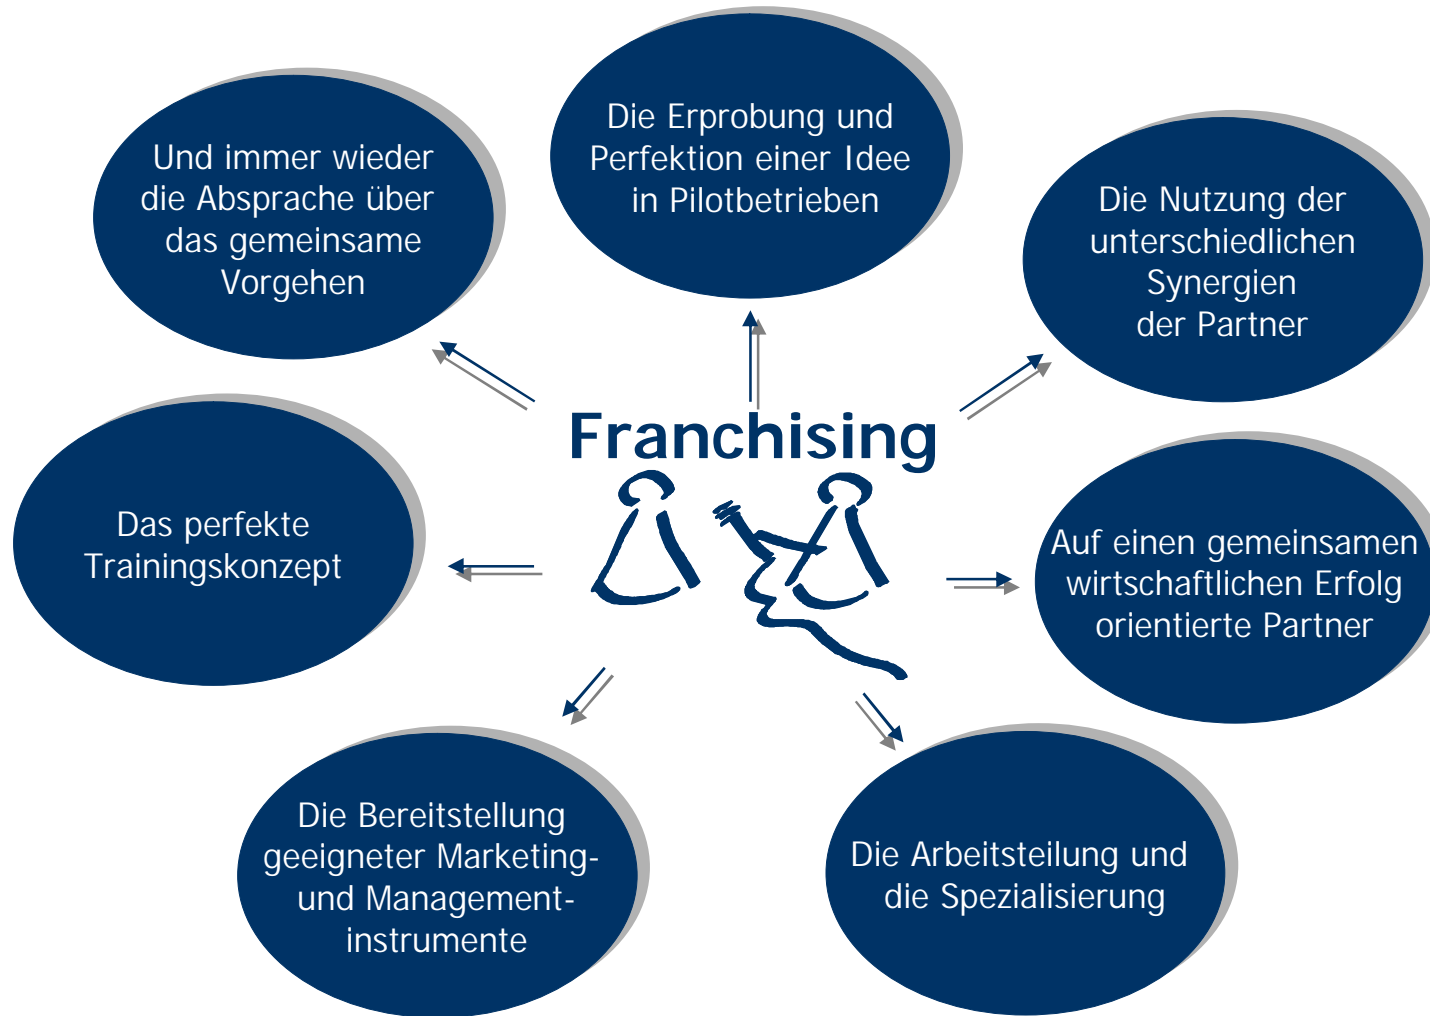 Die Erprobung und
Perfektion einer Idee
in Pilotbetrieben
Und immer wieder
die Absprache über
das gemeinsame
Vorgehen
Die Nutzung der
unterschiedlichen
Synergien
der Partner
Franchising
Das perfekte
Trainingskonzept
Auf einen gemeinsamen
wirtschaftlichen Erfolg
orientierte Partner
Die Bereitstellung
geeigneter Marketing-
und Management-
instrumente
Die Arbeitsteilung und
die Spezialisierung